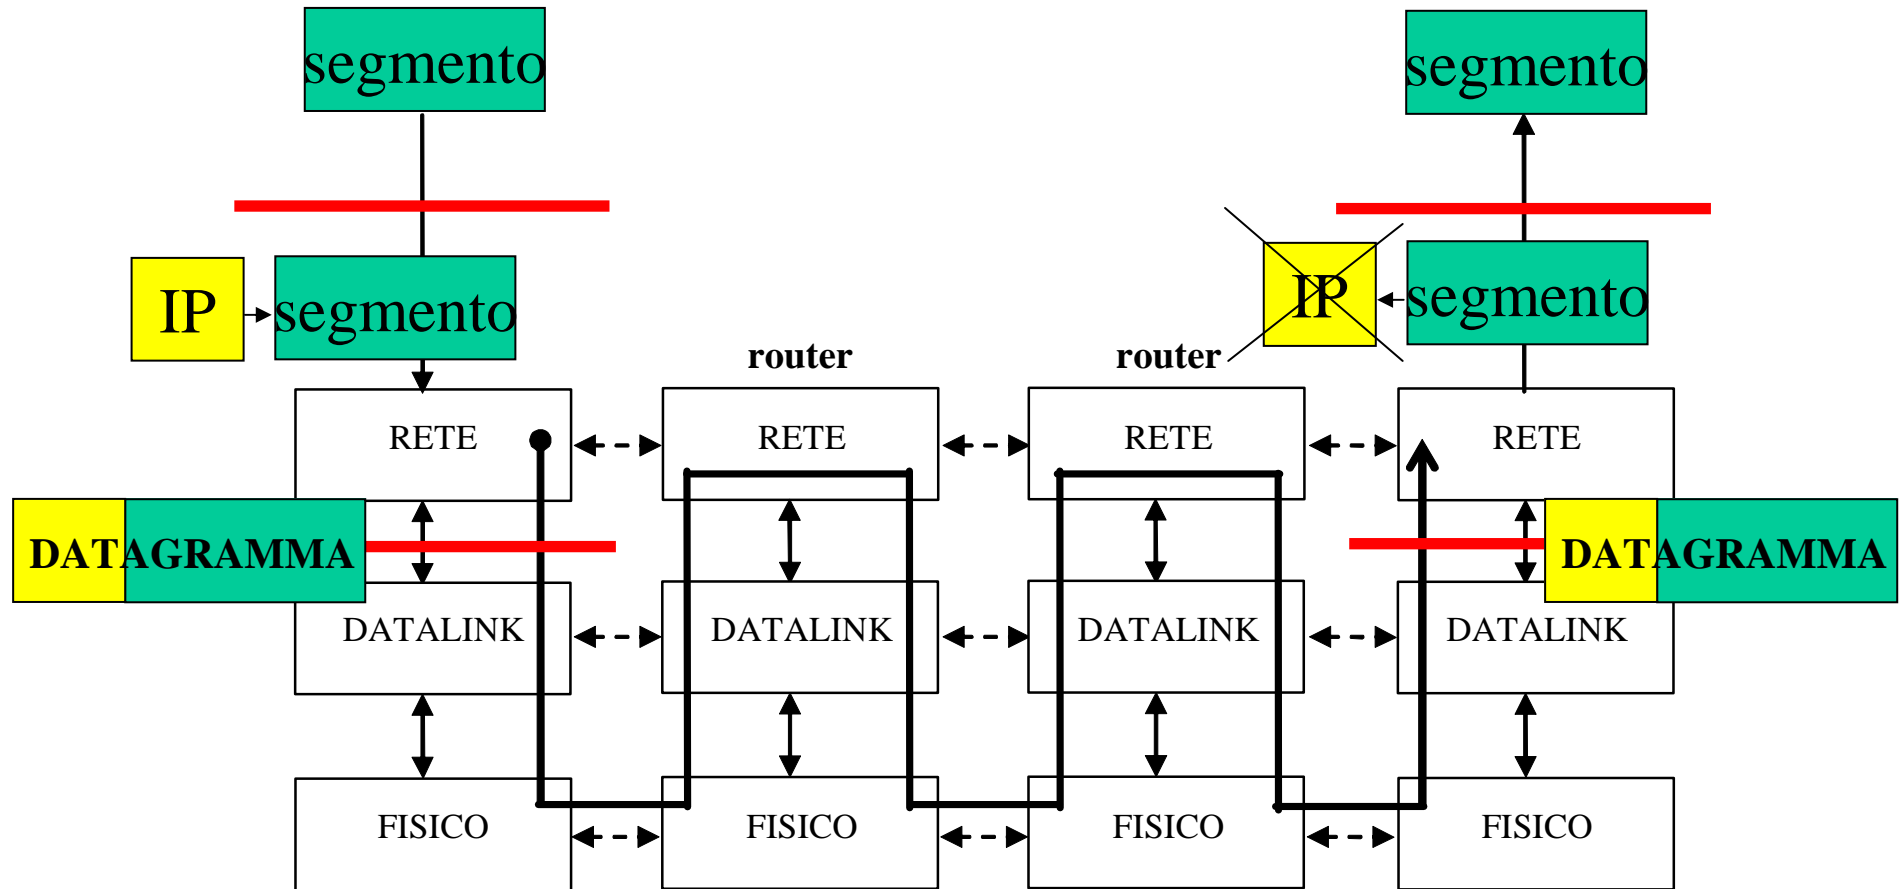 segmento
segmento
IP
segmento
IP
segmento
router
router
RETE
RETE
RETE
RETE
DATAGRAMMA
DATAGRAMMA
DATALINK
DATALINK
DATALINK
DATALINK
FISICO
FISICO
FISICO
FISICO